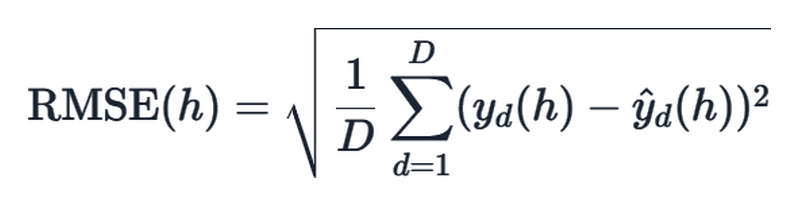 RMSE(h) = √(1/D ∑_{d=1}^{D} (y_d(h) − ŷ_d(h))²)